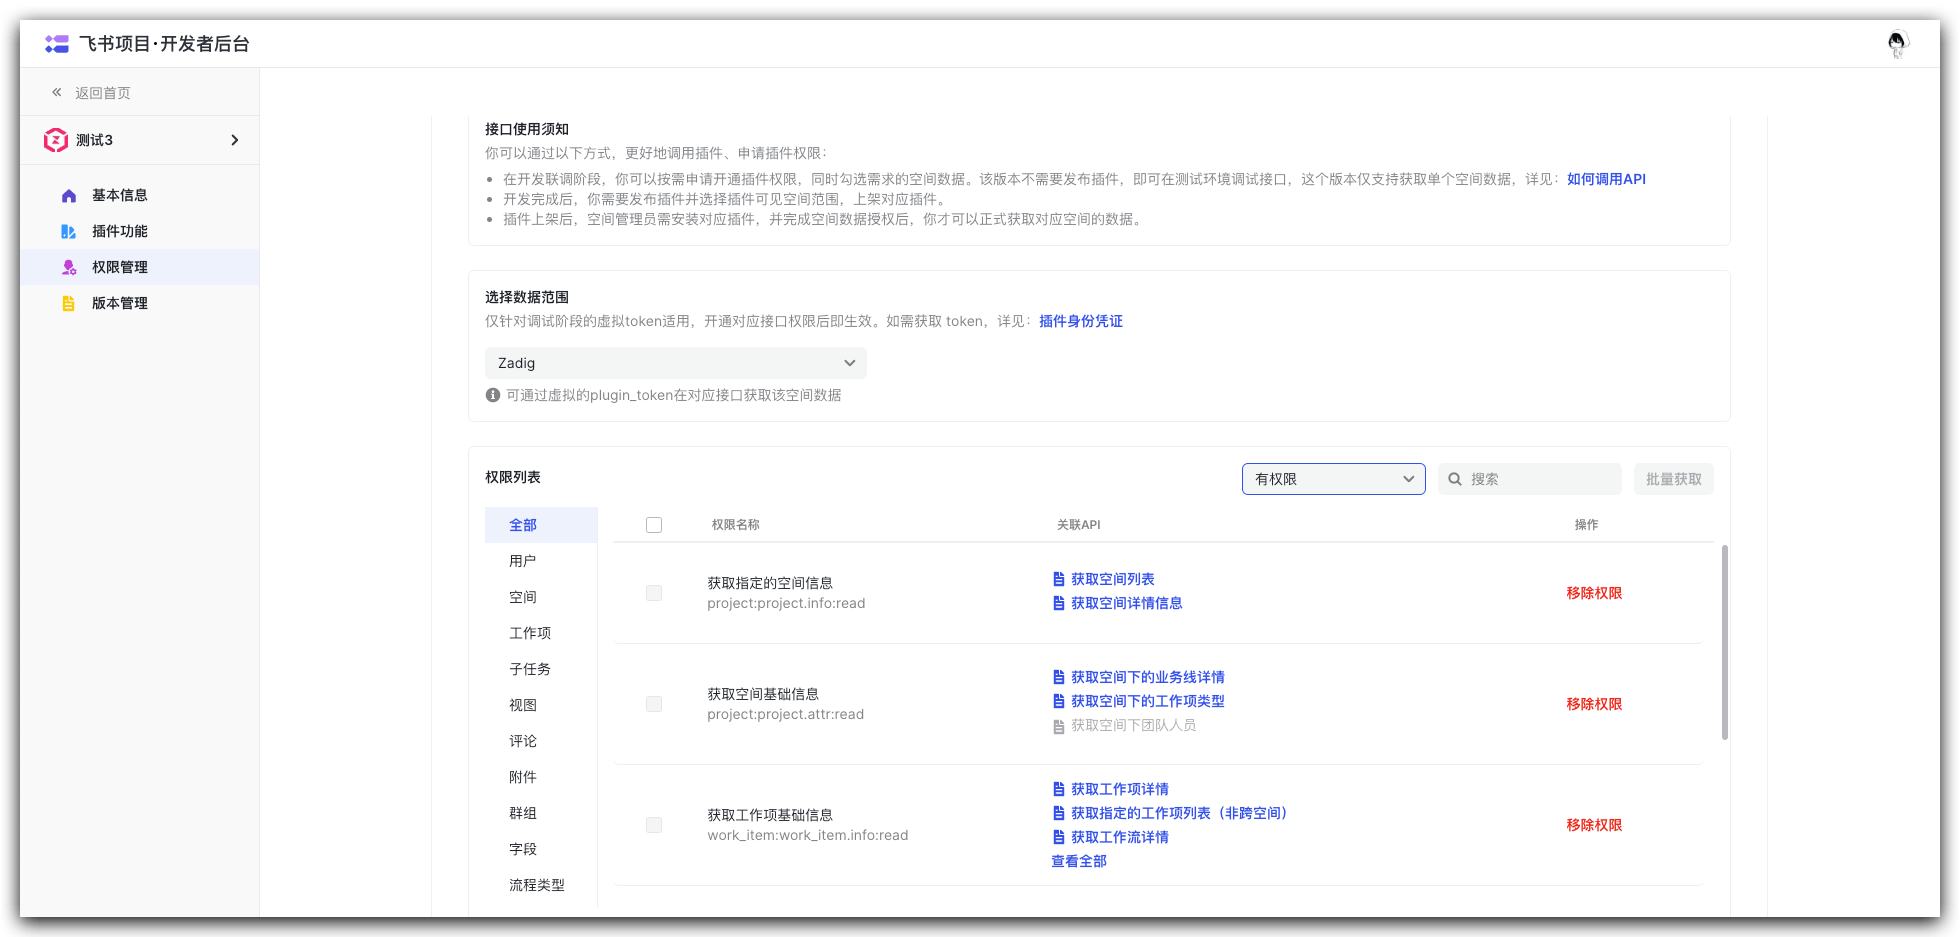 飞书项目·开发者后台
返回首页
测试3
基本信息
插件功能
权限管理
版本管理
接口使用须知
你可以通过以下方式，更好地调用插件、申请插件权限：
在开发联调阶段，你可以按需申请开通插件权限，同时勾选需求的空间数据。该版本不需要发布插件，即可在测试环境调试接口，这个版本仅支持获取单个空间数据，详见：如何调用API
开发完成后，你需要发布插件并选择插件可见空间范围，上架对应插件。
插件上架后，空间管理员需安装对应插件，并完成空间数据授权后，你才可以正式获取对应空间的数据。
选择数据范围
仅针对调试阶段的虚拟token适用，开通对应接口权限后即生效。如需获取 token，详见：插件身份凭证
Zadig
可通过虚拟的plugin_token在对应接口获取该空间数据
权限列表
有权限
搜索
批量获取
全部
用户
空间
工作项
子任务
视图
评论
附件
群组
字段
流程类型
权限名称 关联API 操作
获取指定的空间信息
project:project.info:read
获取空间列表
获取空间详情信息
移除权限
获取空间基础信息
project:project.attr:read
获取空间下的业务线详情
获取空间下的工作项类型
获取空间下团队人员
移除权限
获取工作项基础信息
work_item:work_item.info:read
获取工作项详情
获取指定的工作项列表（非跨空间）
获取工作流详情
查看全部
移除权限